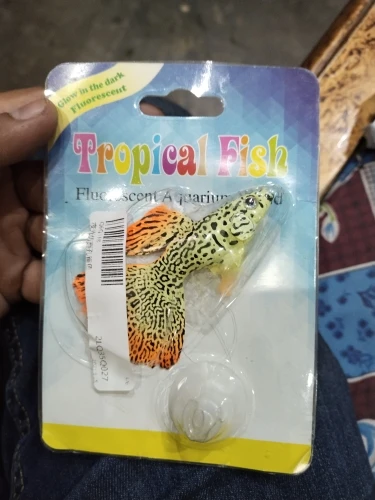 Glow in the dark
Fluorescent
Tropical Fish
Fluorescent Aquarium